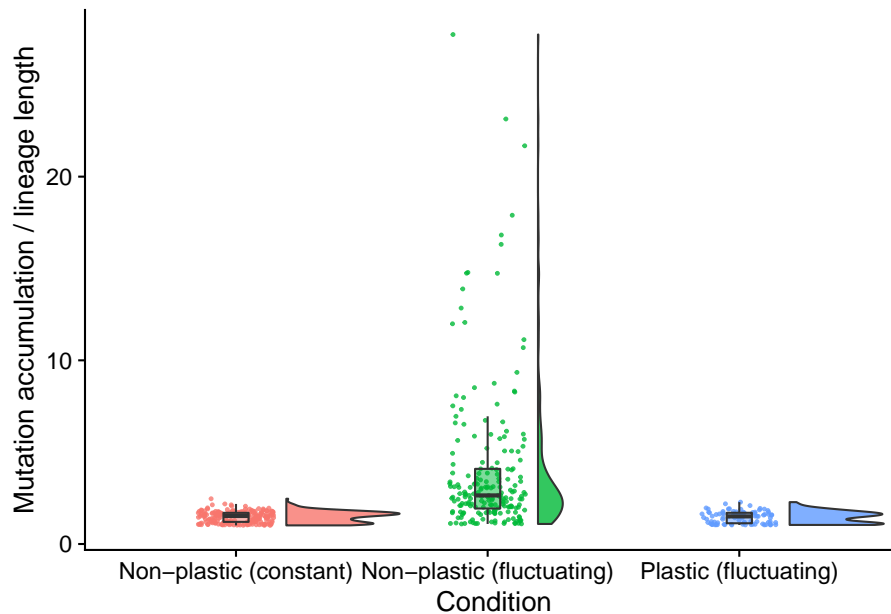 Mutation accumulation / lineage length
20
10
0
Non−plastic (constant) Non−plastic (fluctuating) Plastic (fluctuating)
Condition